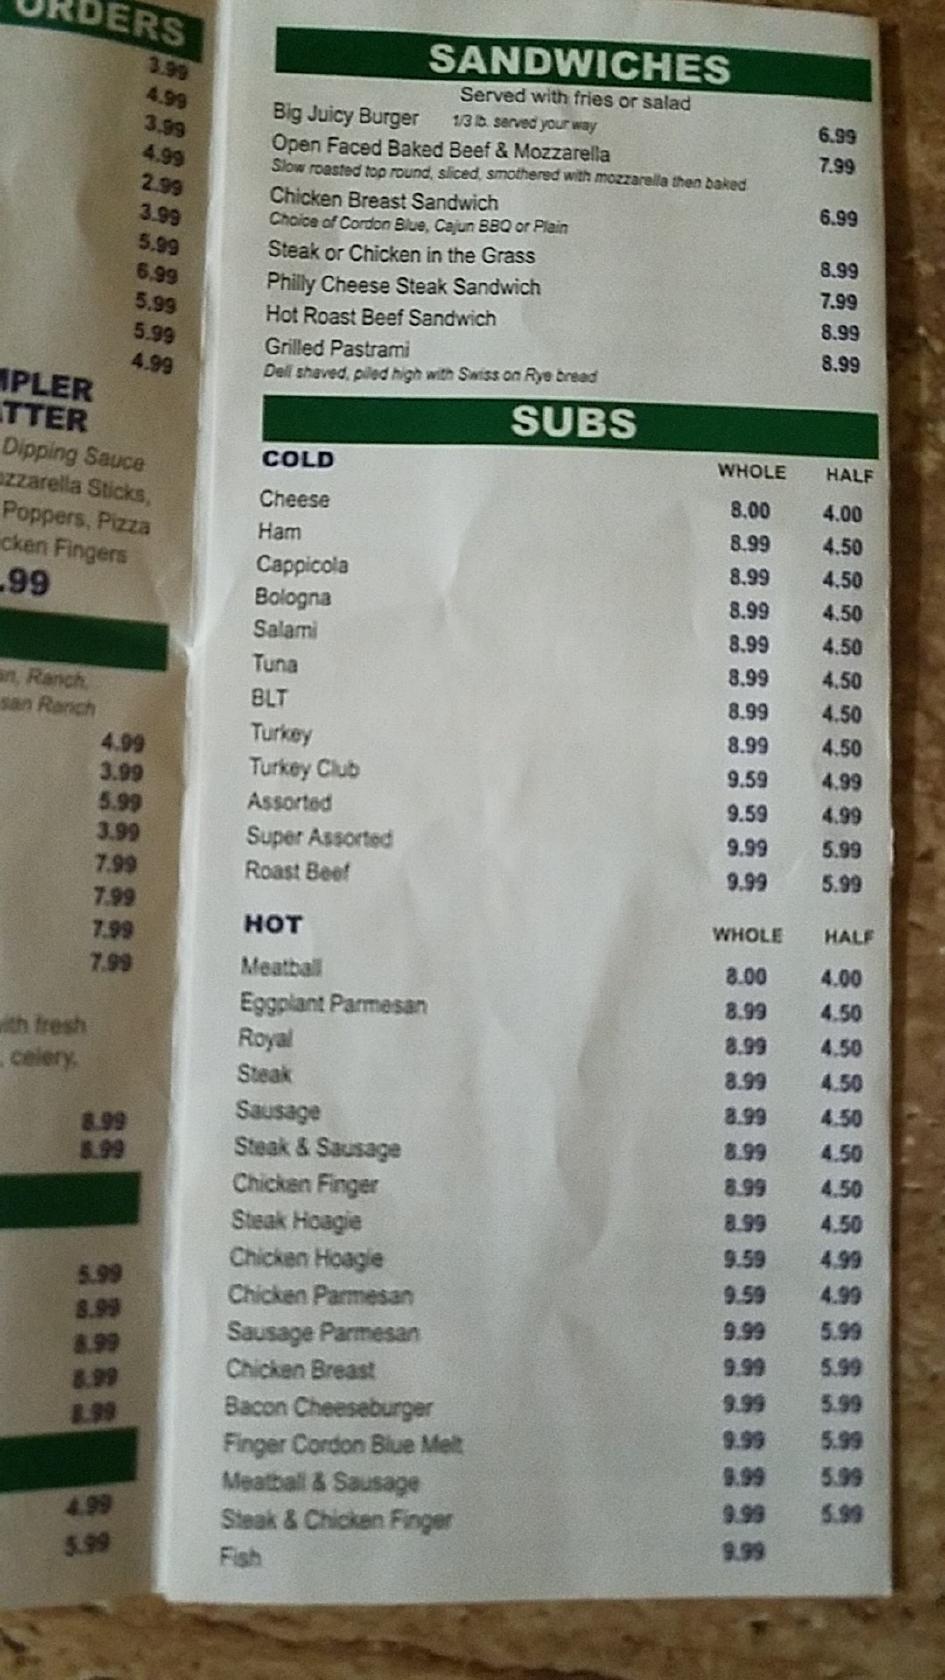 ORDERS
3.99
4.99
3.99
4.99
2.99
3.99
5.99
6.99
5.99
5.99
4.99
MPLER
ATTER
Dipping Sauce
ozzarella Sticks,
Poppers, Pizza
cken Fingers
.99
an, Ranch,
san Ranch
4.99
3.99
5.99
3.99
7.99
7.99
7.99
7.99
with fresh
, celery,
8.99
8.99
5.99
8.99
8.99
8.99
8.99
4.99
5.99
SANDWICHES
Served with fries or salad
Big Juicy Burger 1/3 lb. served your way 6.99
Open Faced Baked Beef & Mozzarella 7.99
Slow roasted top round, sliced, smothered with mozzarella then baked
Chicken Breast Sandwich 6.99
Choice of Cordon Blue, Cajun BBQ or Plain
Steak or Chicken in the Grass 8.99
Philly Cheese Steak Sandwich 7.99
Hot Roast Beef Sandwich 8.99
Grilled Pastrami 8.99
Deli shaved, piled high with Swiss on Rye bread
SUBS
COLD WHOLE HALF
Cheese 8.00 4.00
Ham 8.99 4.50
Cappicola 8.99 4.50
Bologna 8.99 4.50
Salami 8.99 4.50
Tuna 8.99 4.50
BLT 8.99 4.50
Turkey 8.99 4.50
Turkey Club 9.59 4.99
Assorted 9.59 4.99
Super Assorted 9.99 5.99
Roast Beef 9.99 5.99
HOT WHOLE HALF
Meatball 8.00 4.00
Eggplant Parmesan 8.99 4.50
Royal 8.99 4.50
Steak 8.99 4.50
Sausage 8.99 4.50
Steak & Sausage 8.99 4.50
Chicken Finger 8.99 4.50
Steak Hoagie 8.99 4.50
Chicken Hoagie 9.59 4.99
Chicken Parmesan 9.59 4.99
Sausage Parmesan 9.99 5.99
Chicken Breast 9.99 5.99
Bacon Cheeseburger 9.99 5.99
Finger Cordon Blue Melt 9.99 5.99
Meatball & Sausage 9.99 5.99
Steak & Chicken Finger 9.99 5.99
Fish 9.99